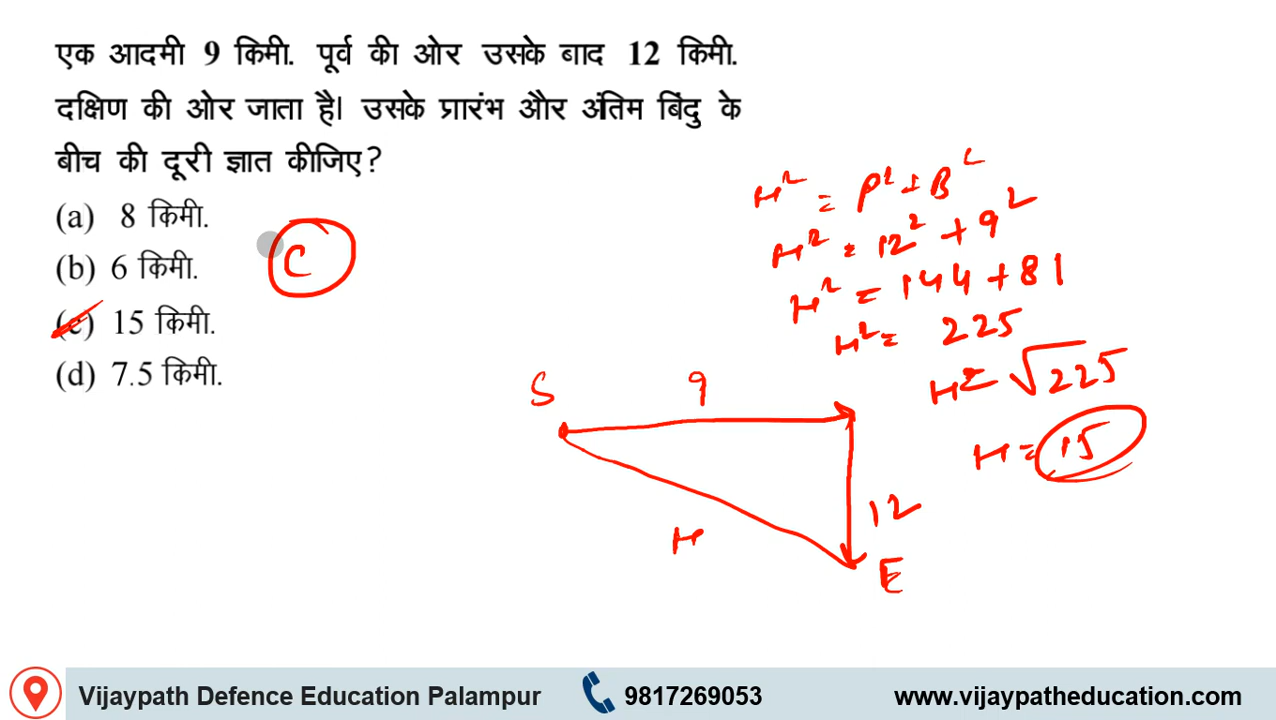 एक आदमी 9 किमी. पूर्व की ओर उसके बाद 12 किमी.
दक्षिण की ओर जाता है। उसके प्रारंभ और अंतिम बिंदु के
बीच की दूरी ज्ञात कीजिए?
(a) 8 किमी.
(b) 6 किमी.
(c) 15 किमी.
(d) 7.5 किमी.
C
H² = P² + B²
H² = 12² + 9²
H² = 144 + 81
H² = 225
H = √225
H = 15
S
9
12
H
E
Vijaypath Defence Education Palampur
9817269053
www.vijaypatheducation.com